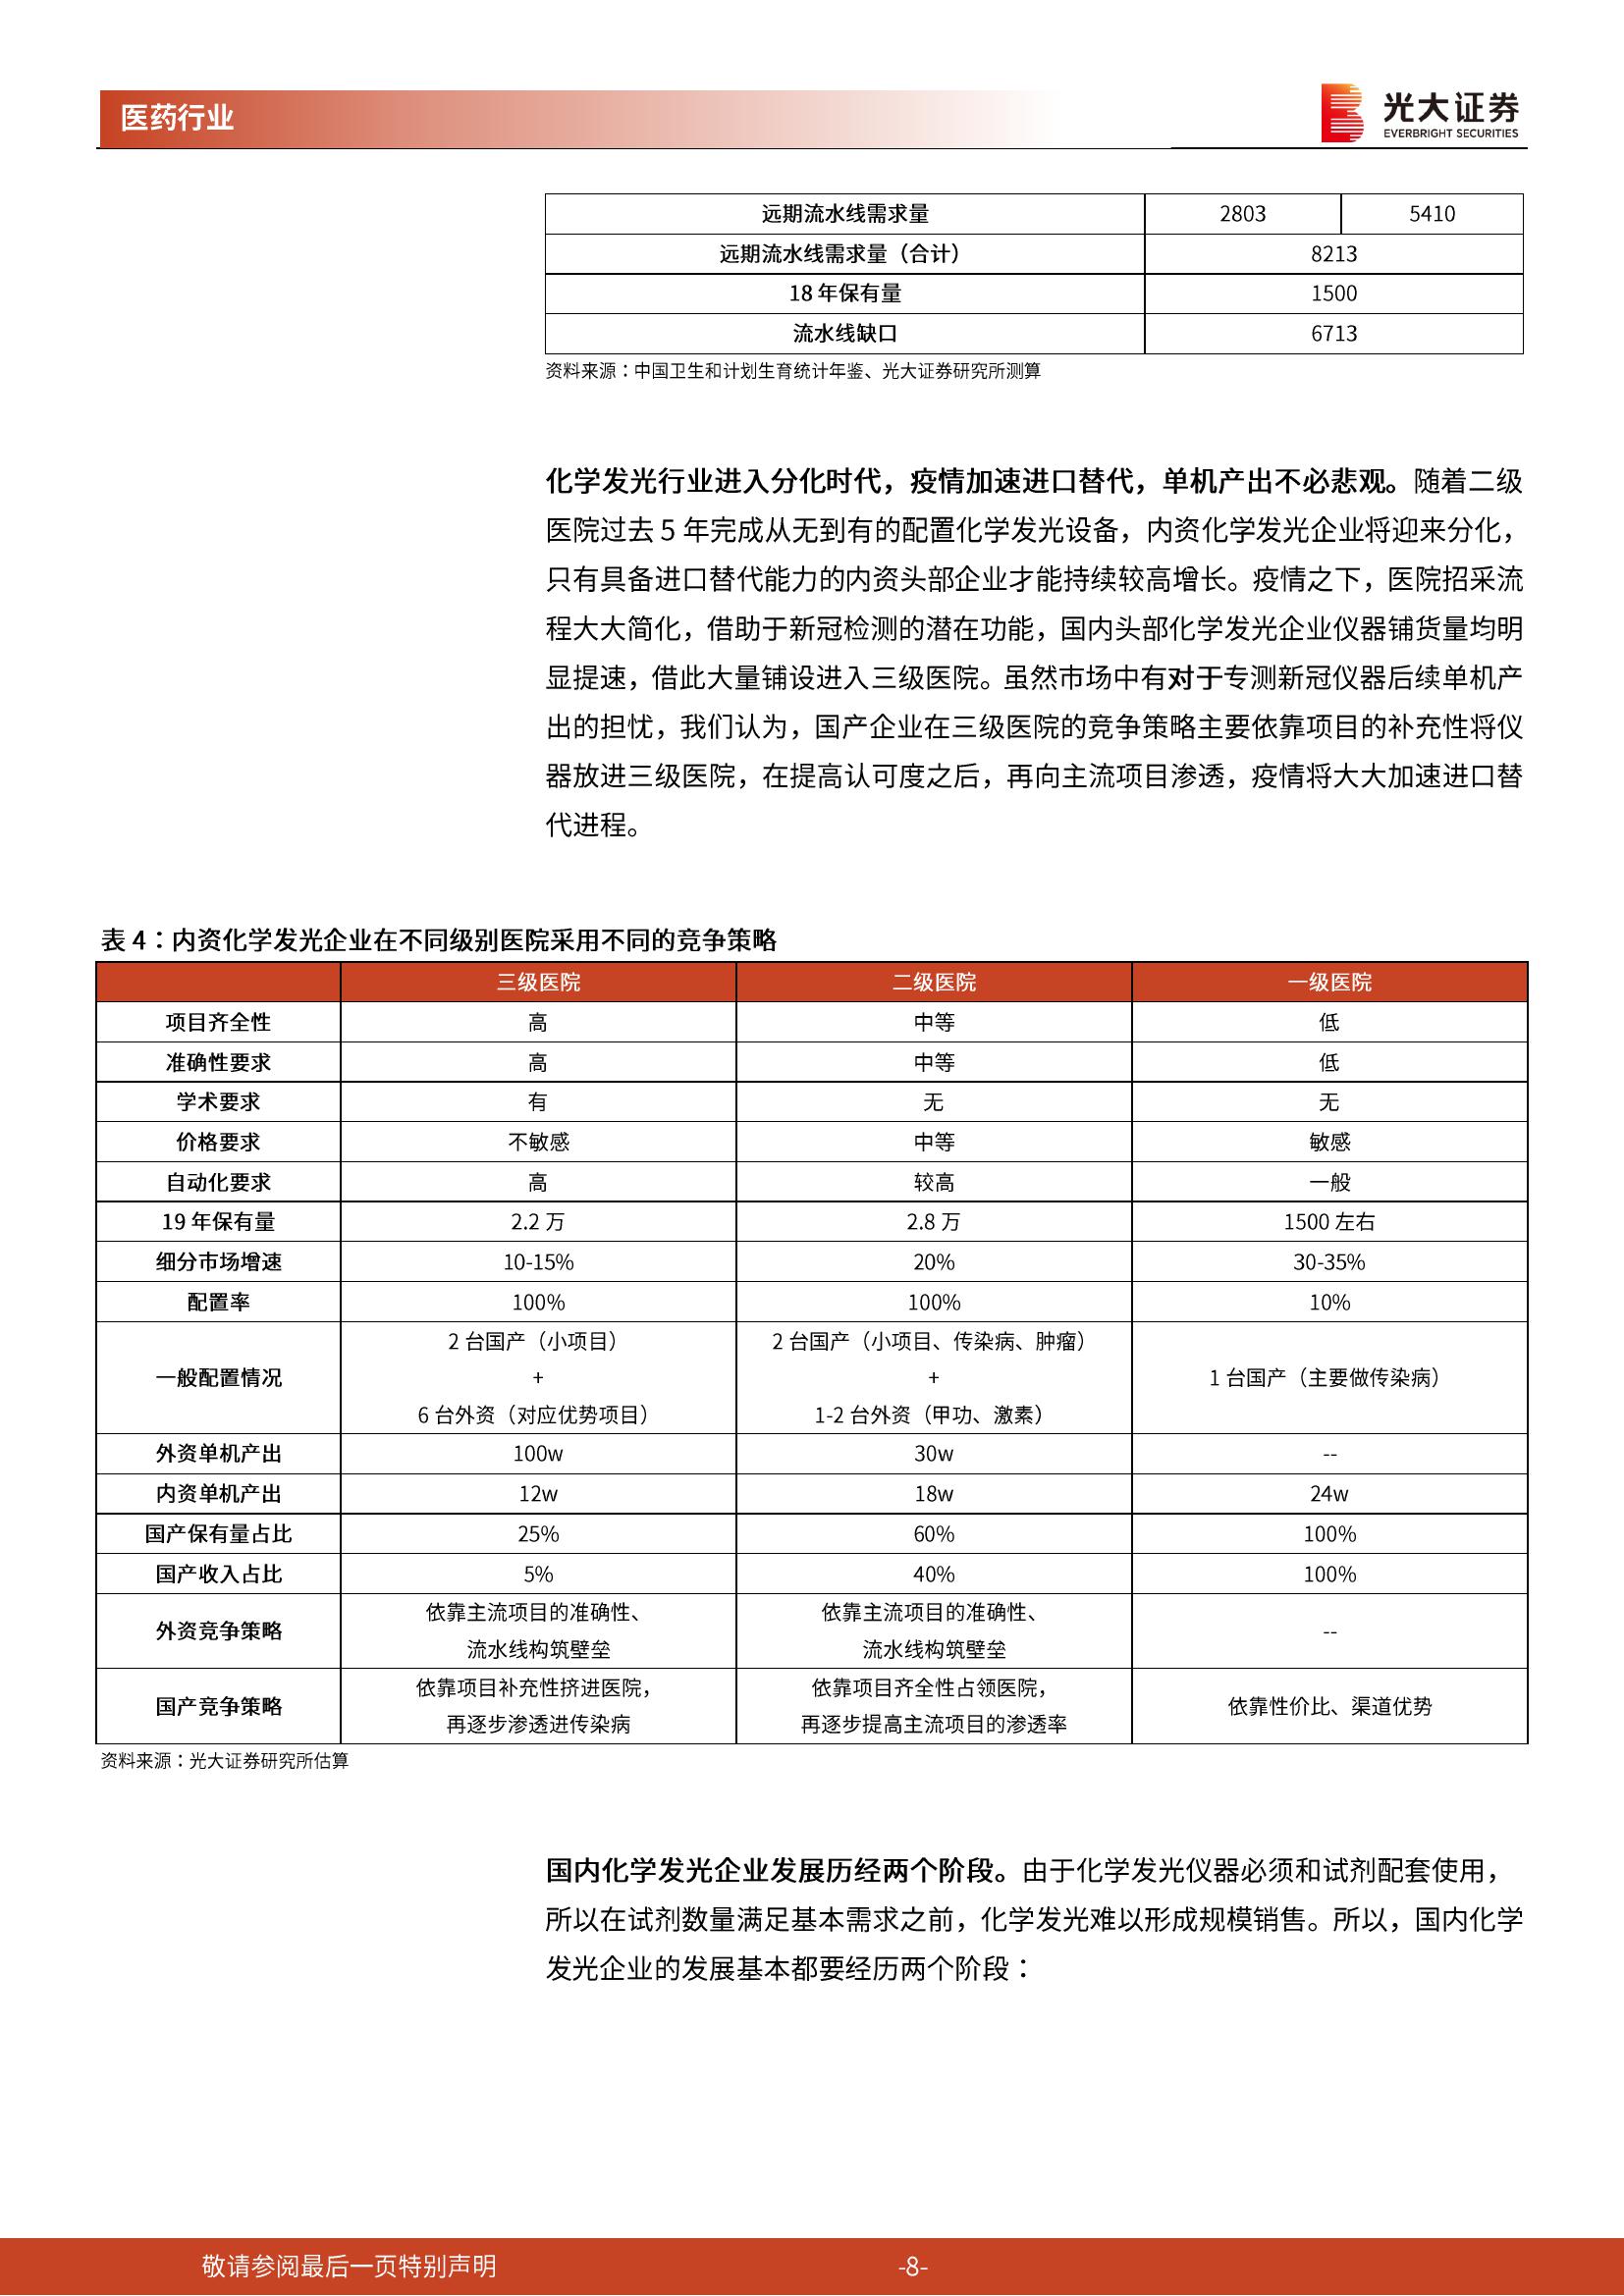 医药行业
光大证券
EVERBRIGHT SECURITIES
远期流水线需求量 2803 5410
远期流水线需求量（合计） 8213
18 年保有量 1500
流水线缺口 6713
资料来源：中国卫生和计划生育统计年鉴、光大证券研究所测算
化学发光行业进入分化时代，疫情加速进口替代，单机产出不必悲观。随着二级
医院过去 5 年完成从无到有的配置化学发光设备，内资化学发光企业将迎来分化，
只有具备进口替代能力的内资头部企业才能持续较高增长。疫情之下，医院招采流
程大大简化，借助于新冠检测的潜在功能，国内头部化学发光企业仪器铺货量均明
显提速，借此大量铺设进入三级医院。虽然市场中有对于专测新冠仪器后续单机产
出的担忧，我们认为，国产企业在三级医院的竞争策略主要依靠项目的补充性将仪
器放进三级医院，在提高认可度之后，再向主流项目渗透，疫情将大大加速进口替
代进程。
表 4：内资化学发光企业在不同级别医院采用不同的竞争策略
三级医院 二级医院 一级医院
项目齐全性 高 中等 低
准确性要求 高 中等 低
学术要求 有 无 无
价格要求 不敏感 中等 敏感
自动化要求 高 较高 一般
19 年保有量 2.2 万 2.8 万 1500 左右
细分市场增速 10-15% 20% 30-35%
配置率 100% 100% 10%
2 台国产（小项目） 2 台国产（小项目、传染病、肿瘤）
一般配置情况 + + 1 台国产（主要做传染病）
6 台外资（对应优势项目） 1-2 台外资（甲功、激素）
外资单机产出 100w 30w --
内资单机产出 12w 18w 24w
国产保有量占比 25% 60% 100%
国产收入占比 5% 40% 100%
依靠主流项目的准确性、 依靠主流项目的准确性、
外资竞争策略 --
流水线构筑壁垒 流水线构筑壁垒
依靠项目补充性挤进医院， 依靠项目齐全性占领医院，
国产竞争策略 依靠性价比、渠道优势
再逐步渗透进传染病 再逐步提高主流项目的渗透率
资料来源：光大证券研究所估算
国内化学发光企业发展历经两个阶段。由于化学发光仪器必须和试剂配套使用，
所以在试剂数量满足基本需求之前，化学发光难以形成规模销售。所以，国内化学
发光企业的发展基本都要经历两个阶段：
敬请参阅最后一页特别声明 -8-